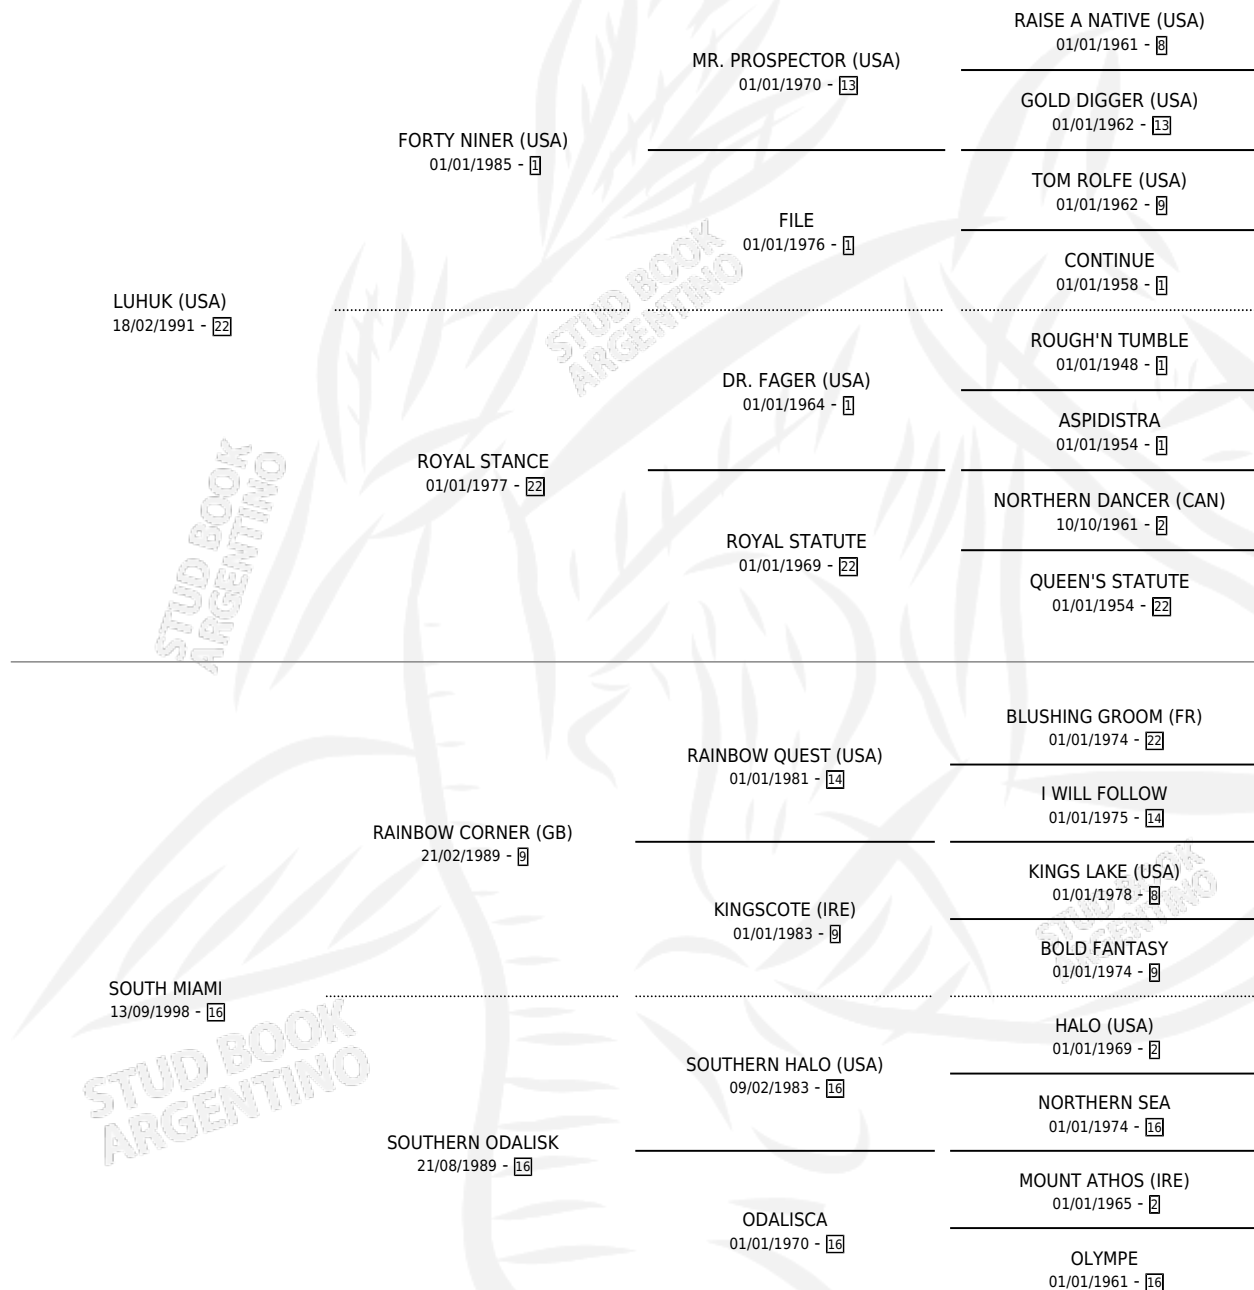 RAISE A NATIVE (USA)
01/01/1961 - 8
MR. PROSPECTOR (USA)
01/01/1970 - 13
GOLD DIGGER (USA)
01/01/1962 - 13
FORTY NINER (USA)
01/01/1985 - 1
TOM ROLFE (USA)
01/01/1962 - 9
FILE
01/01/1976 - 1
CONTINUE
01/01/1958 - 1
LUHUK (USA)
18/02/1991 - 22
ROUGH'N TUMBLE
01/01/1948 - 1
DR. FAGER (USA)
01/01/1964 - 1
ASPIDISTRA
01/01/1954 - 1
ROYAL STANCE
01/01/1977 - 22
NORTHERN DANCER (CAN)
10/10/1961 - 2
ROYAL STATUTE
01/01/1969 - 22
QUEEN'S STATUTE
01/01/1954 - 22
BLUSHING GROOM (FR)
01/01/1974 - 22
RAINBOW QUEST (USA)
01/01/1981 - 14
I WILL FOLLOW
01/01/1975 - 14
RAINBOW CORNER (GB)
21/02/1989 - 9
KINGS LAKE (USA)
01/01/1978 - 8
KINGSCOTE (IRE)
01/01/1983 - 9
BOLD FANTASY
01/01/1974 - 9
SOUTH MIAMI
13/09/1998 - 16
HALO (USA)
01/01/1969 - 2
SOUTHERN HALO (USA)
09/02/1983 - 16
NORTHERN SEA
01/01/1974 - 16
SOUTHERN ODALISK
21/08/1989 - 16
MOUNT ATHOS (IRE)
01/01/1965 - 2
ODALISCA
01/01/1970 - 16
OLYMPE
01/01/1961 - 16
STUD BOOK
ARGENTINO
STUD BOOK
ARGENTINO
STUD BOOK
ARGENTINO
STUD BOOK
ARGENTINO